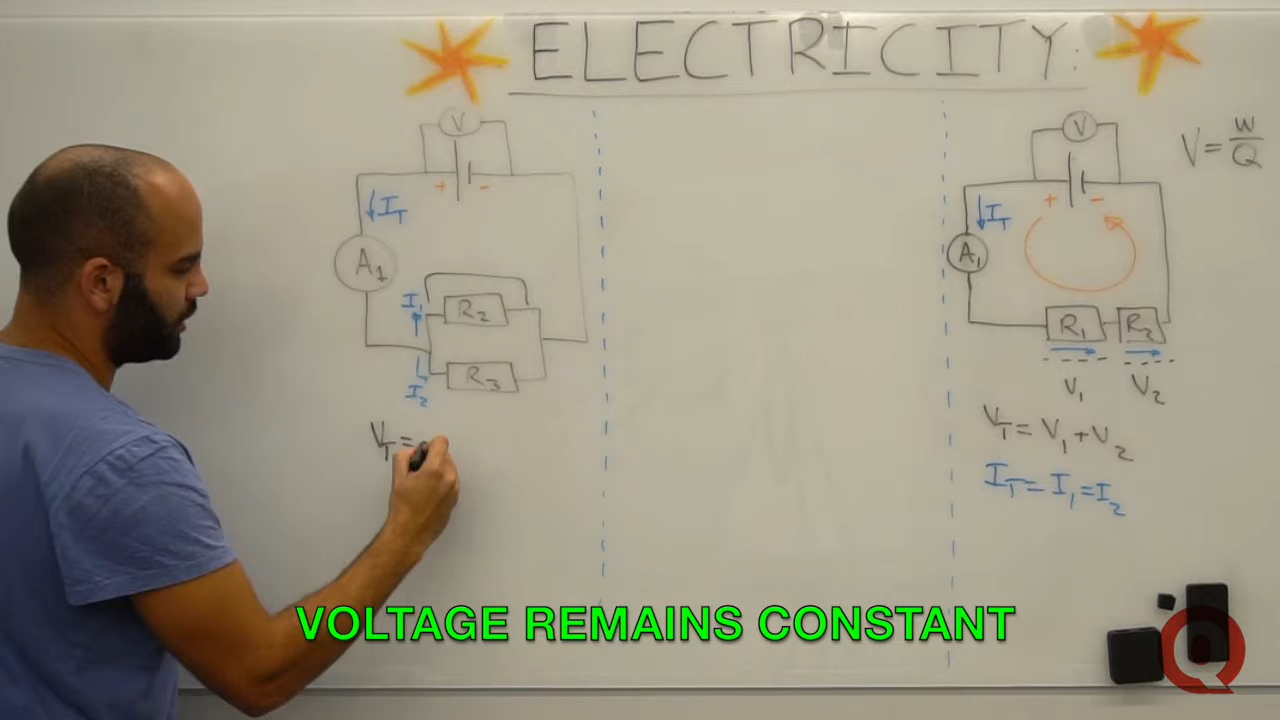 ELECTRICITY:
V
+ -
I_T
A_1
I_1
R_2
I_2
R_3
V_T =
V
V = W/Q
+ -
I_T
A_1
R_1 R_2
V_1 V_2
V_T = V_1 + V_2
I_T = I_1 = I_2
VOLTAGE REMAINS CONSTANT
Q